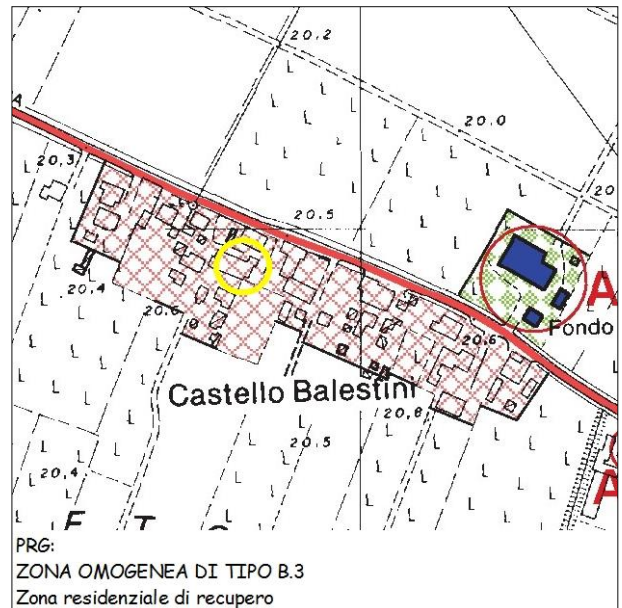 A
20.2
20.0
20.3
20
20.5
A
20.4
20.6
20.6
Fondo
Castello Balestini
20.8
20.5
20.4
A
E T O
PRG:
ZONA OMOGENEA DI TIPO B.3
Zona residenziale di recupero